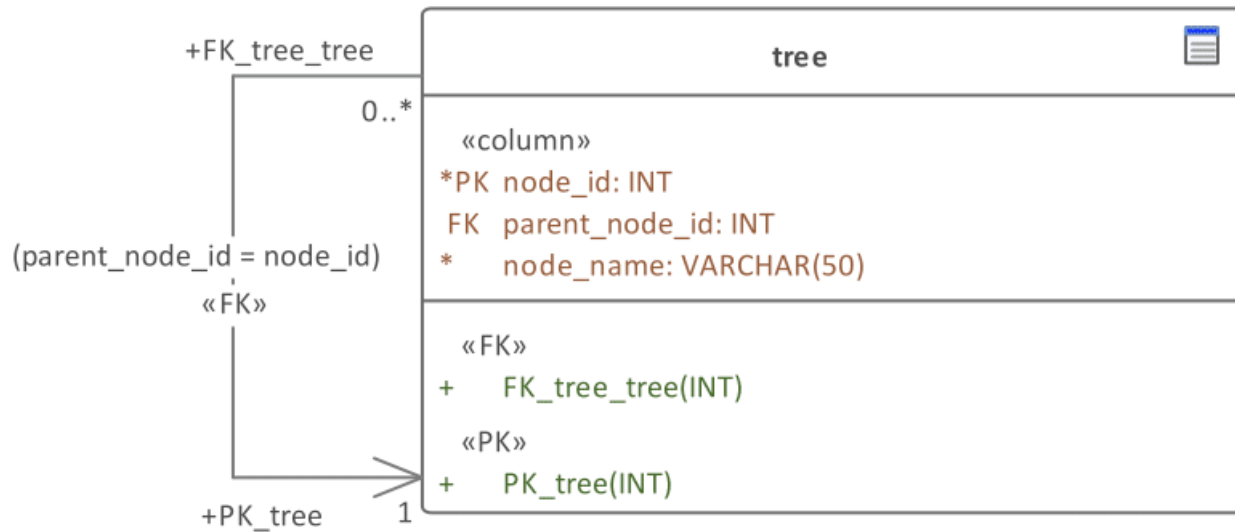 +FK_tree_tree
0..*
(parent_node_id = node_id)
«FK»
+PK_tree
1
tree
«column»
*PK node_id: INT
FK parent_node_id: INT
* node_name: VARCHAR(50)
«FK»
+ FK_tree_tree(INT)
«PK»
+ PK_tree(INT)